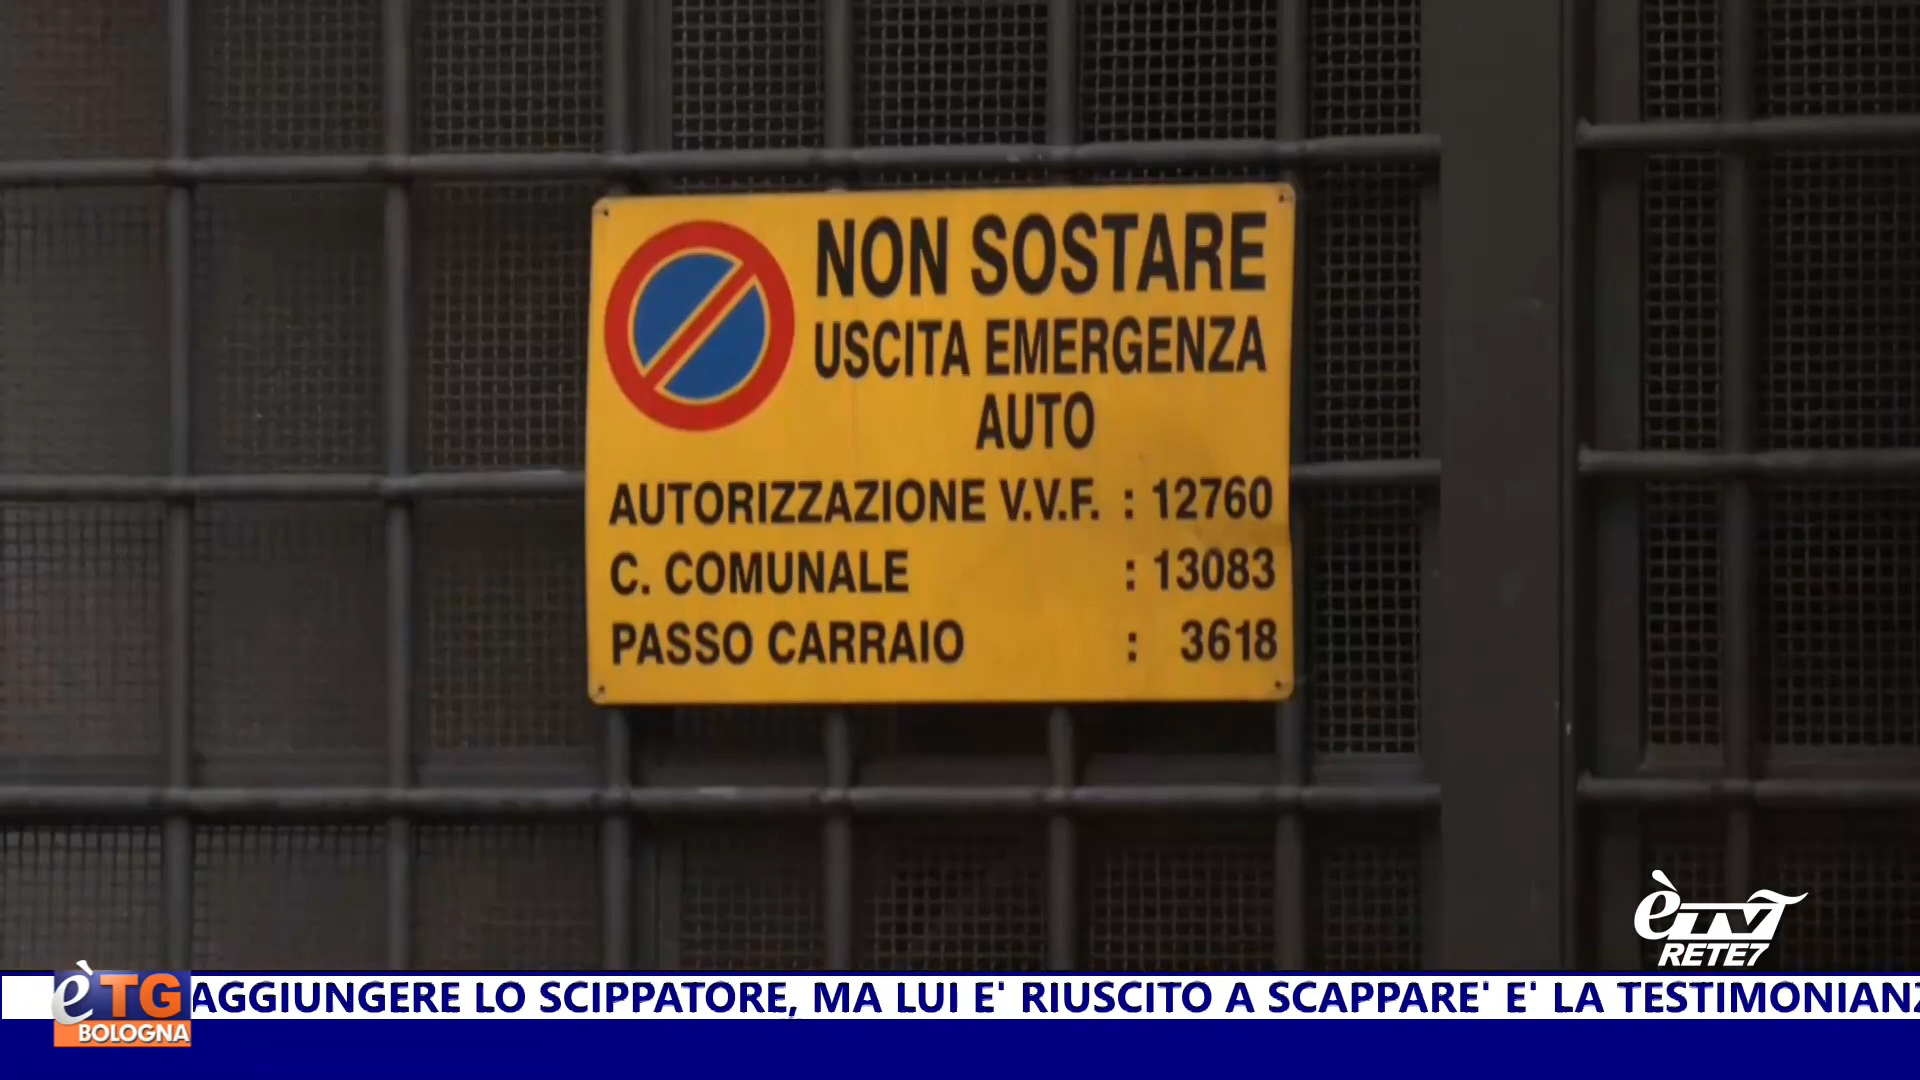 NON SOSTARE
USCITA EMERGENZA
AUTO
AUTORIZZAZIONE V.V.F. : 12760
C. COMUNALE : 13083
PASSO CARRAIO : 3618
èTV
RETE7
èTG
BOLOGNA
AGGIUNGERE LO SCIPPATORE, MA LUI E' RIUSCITO A SCAPPARE' E' LA TESTIMONIANZ